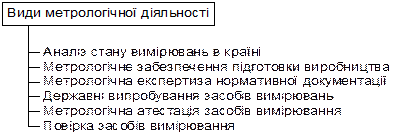 Види метрологічної діяльності
Аналіз стану вимірювань в країні
Метрологічне забезпечення підготовки виробництва
Метрологічна експертиза нормативної документації
Державні випробування засобів вимірювань
Метрологічна атестація засобів вимірювання
Повірка засобів вимірювання